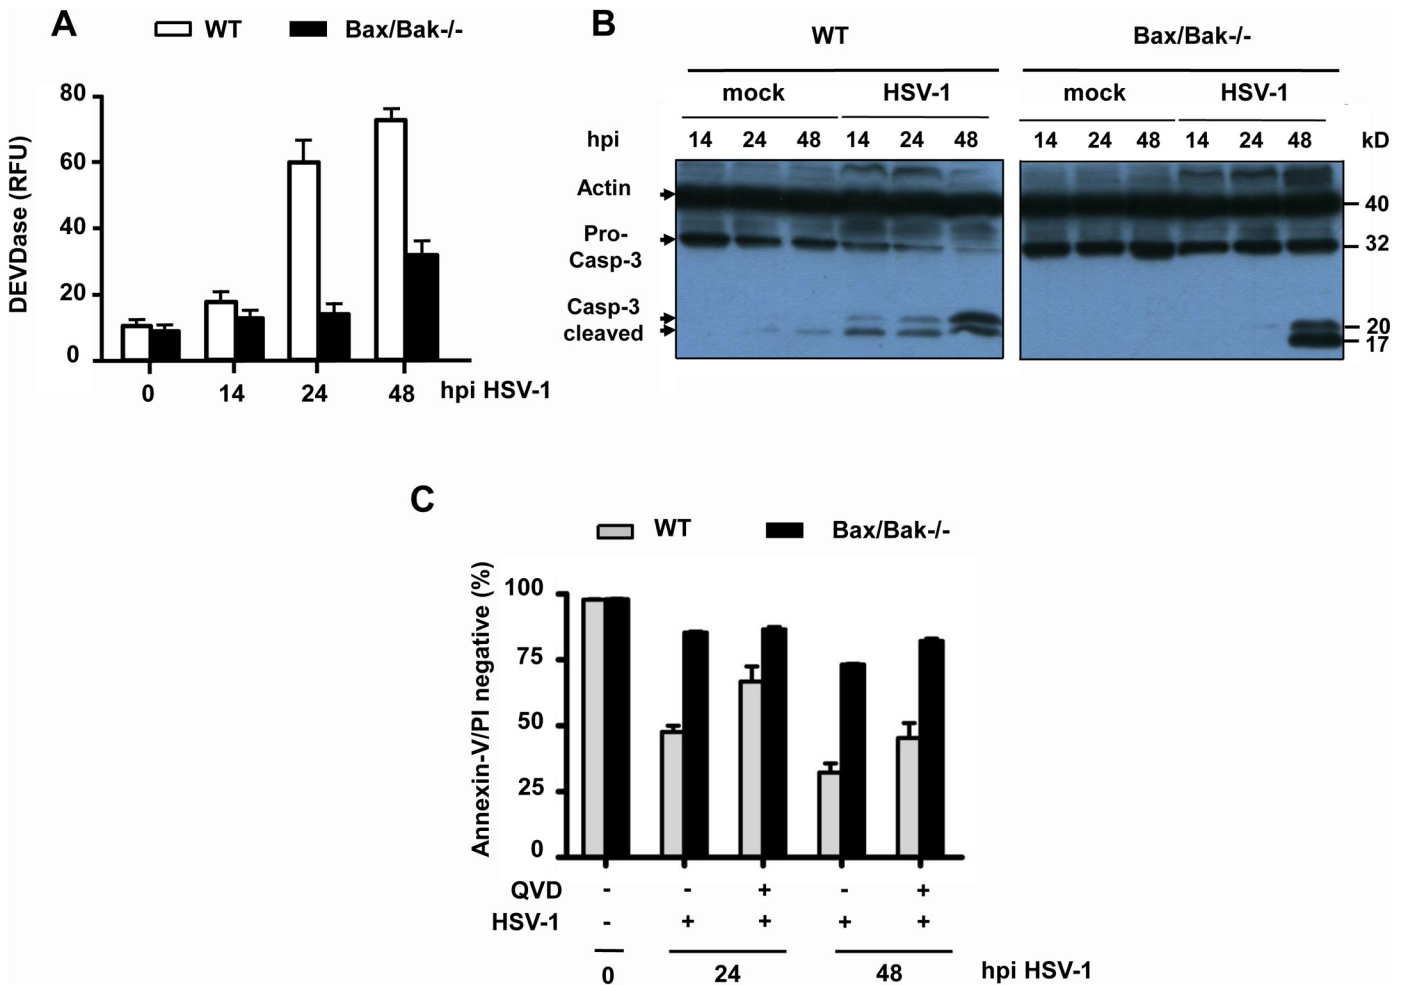 A
WT Bax/Bak-/-
DEVDase (RFU)
80
60
40
20
0
0 14 24 48 hpi HSV-1
B
WT Bax/Bak-/-
mock HSV-1 mock HSV-1
hpi 14 24 48 14 24 48 14 24 48 14 24 48 kD
Actin
40
Pro-
Casp-3
32
Casp-3
cleaved
20
17
C
WT Bax/Bak-/-
Annexin-V/PI negative (%)
100
75
50
25
0
QVD - - + - +
HSV-1 - + + + +
0 24 48 hpi HSV-1